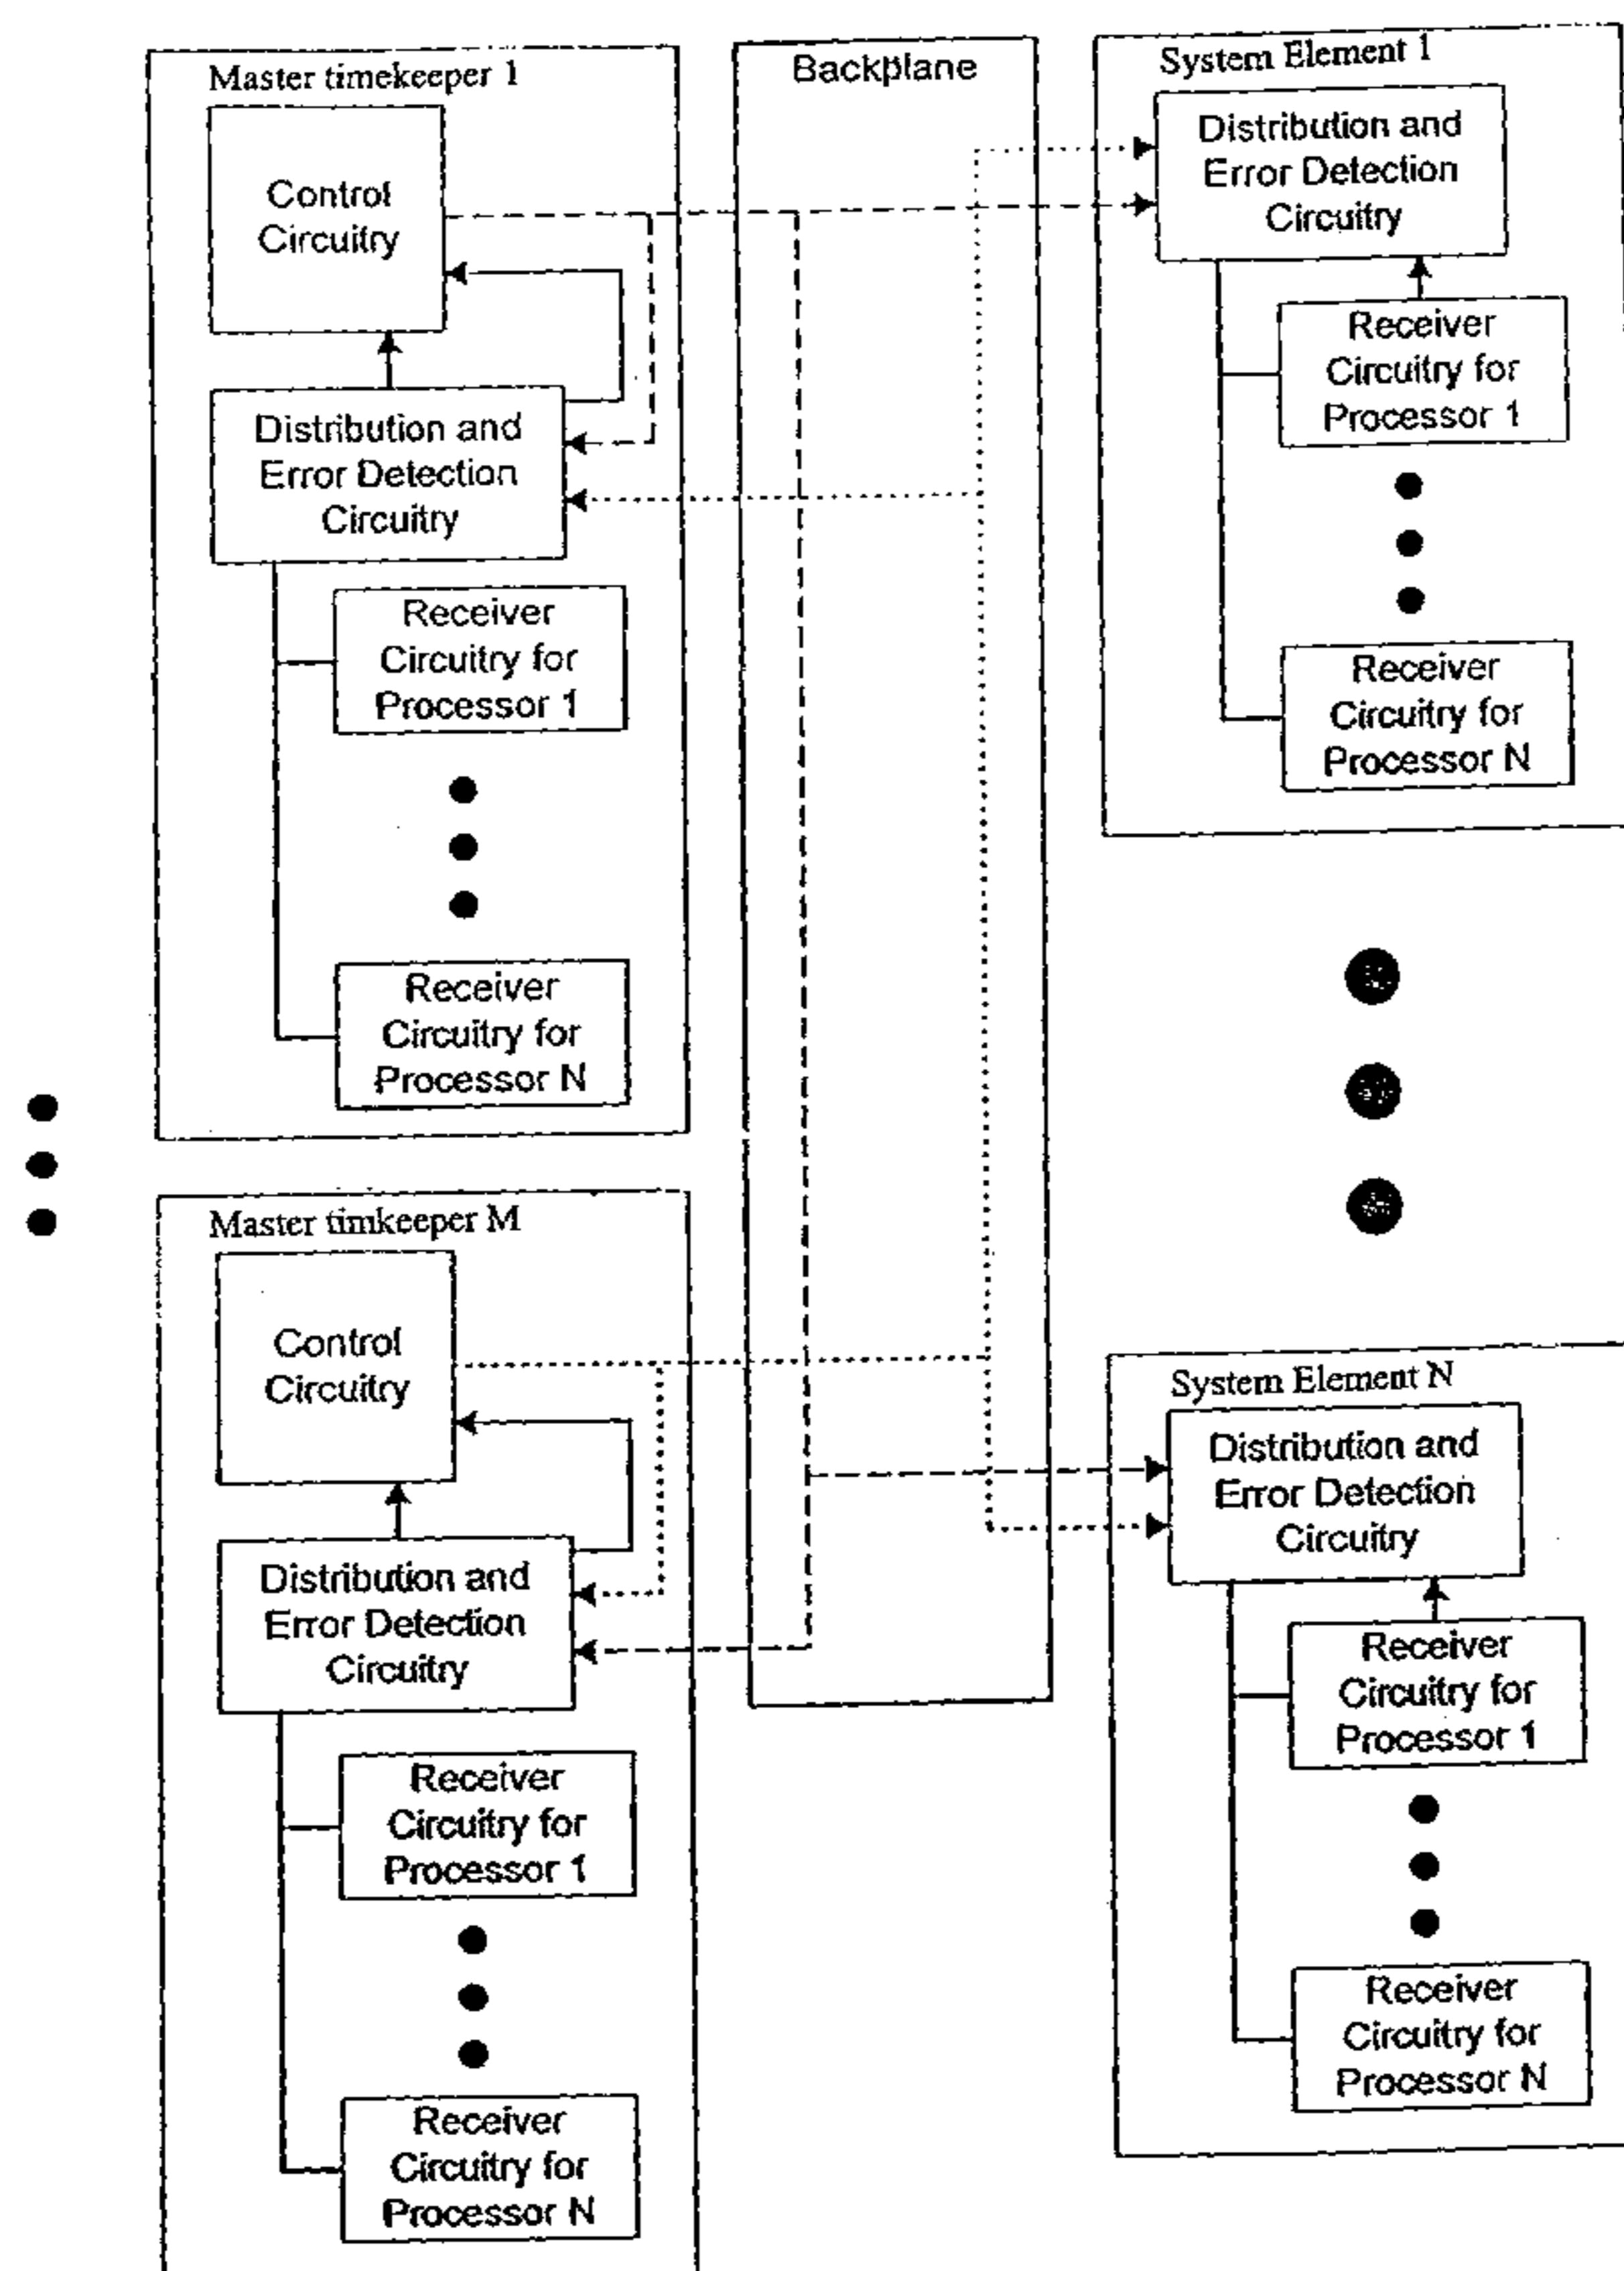 Master timekeeper 1
Control
Circuitry
Distribution and
Error Detection
Circuitry
Receiver
Circuitry for
Processor 1
Receiver
Circuitry for
Processor N
Master timkeeper M
Control
Circuitry
Distribution and
Error Detection
Circuitry
Receiver
Circuitry for
Processor 1
Receiver
Circuitry for
Processor N
Backplane
System Element 1
Distribution and
Error Detection
Circuitry
Receiver
Circuitry for
Processor 1
Receiver
Circuitry for
Processor N
System Element N
Distribution and
Error Detection
Circuitry
Receiver
Circuitry for
Processor 1
Receiver
Circuitry for
Processor N